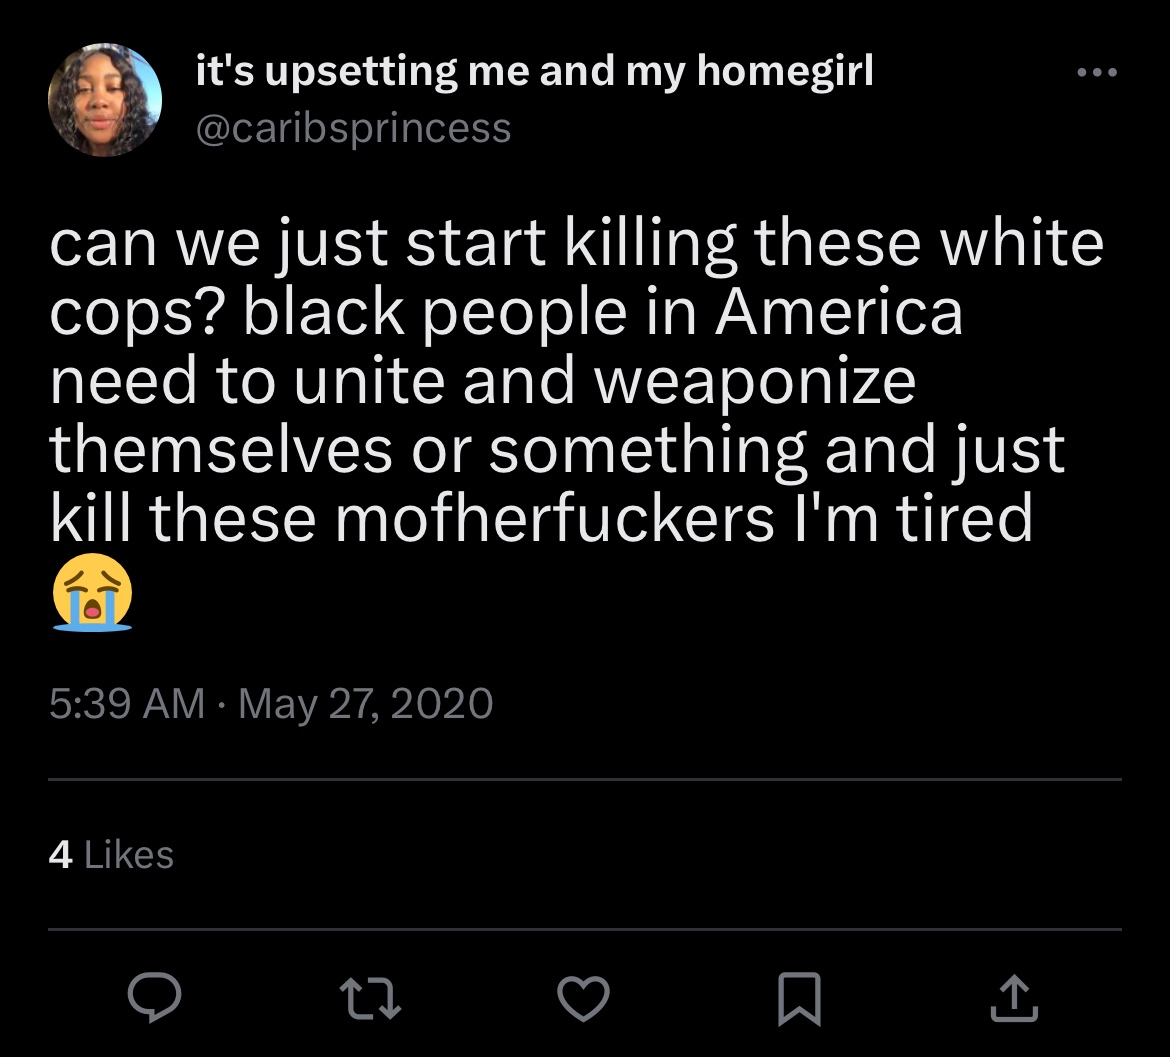 it's upsetting me and my homegirl
@caribsprincess
can we just start killing these white
cops? black people in America
need to unite and weaponize
themselves or something and just
kill these mofherfuckers I'm tired
😭
5:39 AM · May 27, 2020
4 Likes